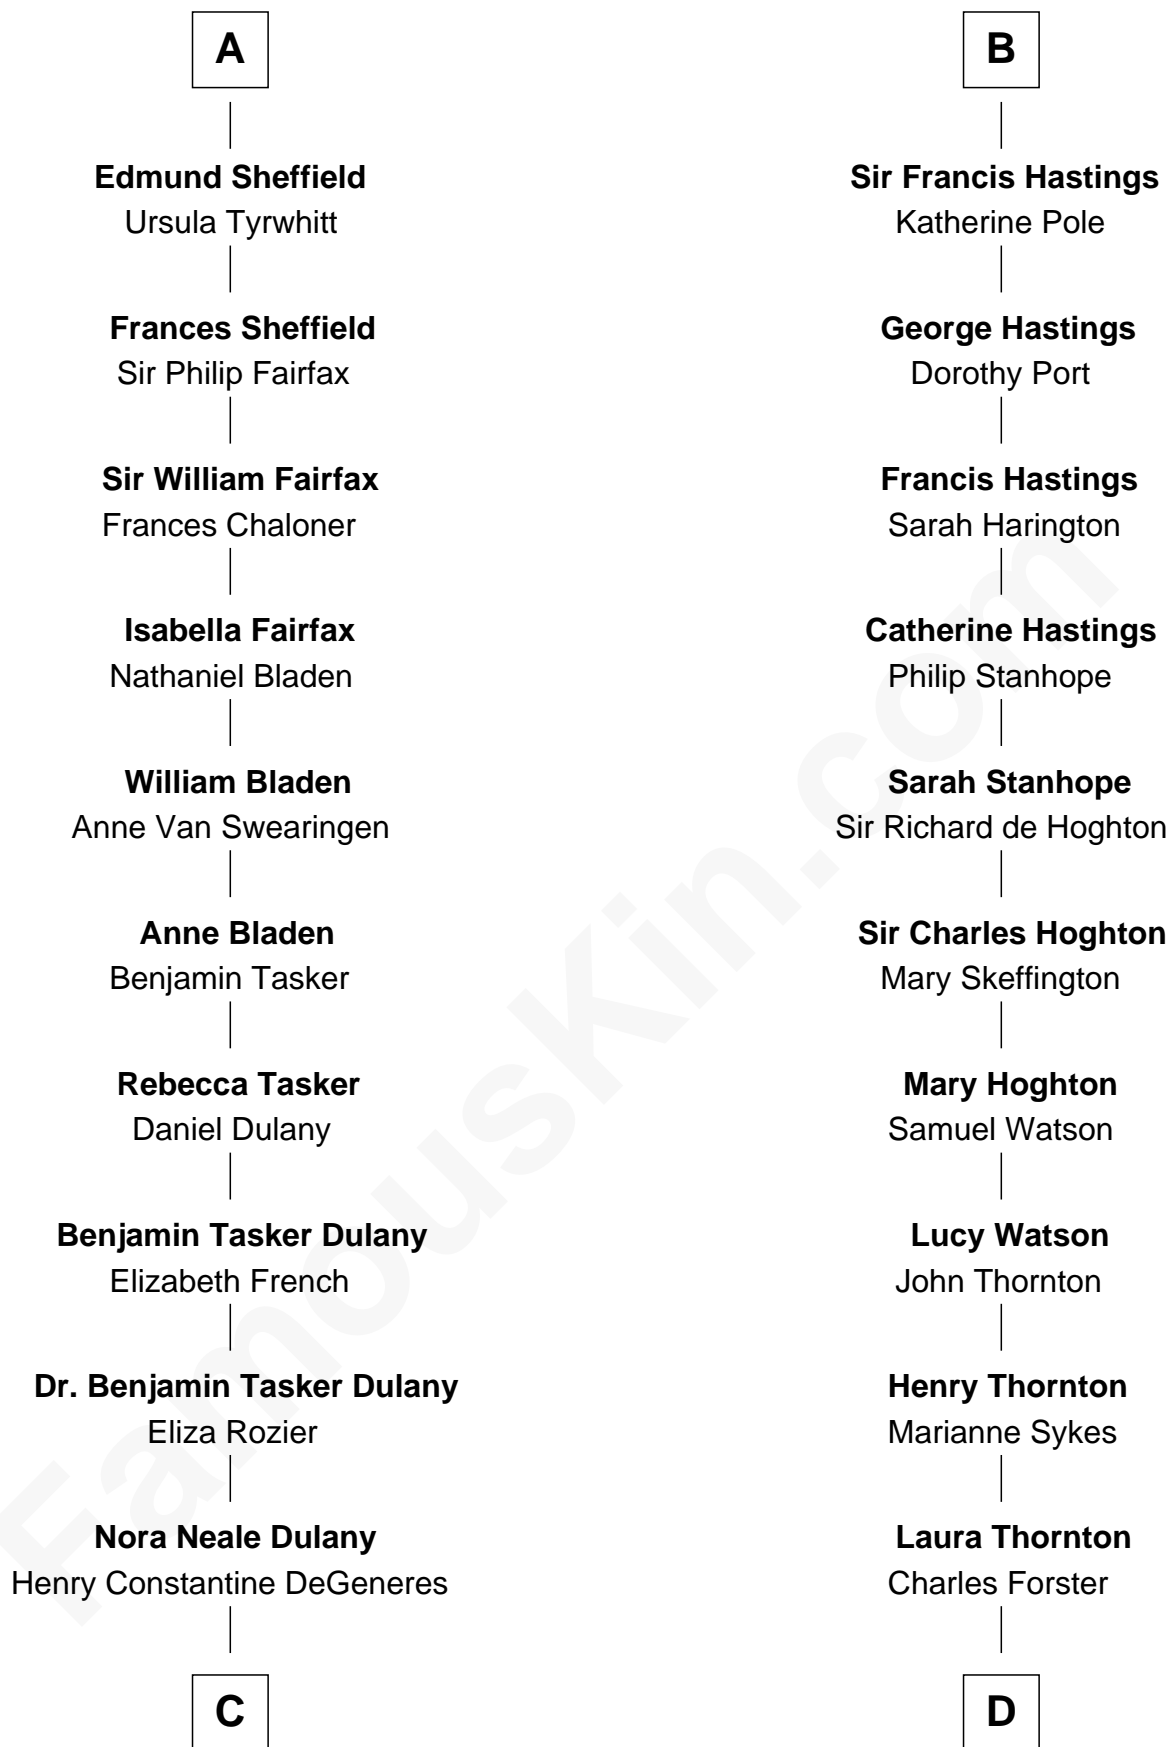 A
Edmund Sheffield
Ursula Tyrwhitt
Frances Sheffield
Sir Philip Fairfax
Sir William Fairfax
Frances Chaloner
Isabella Fairfax
Nathaniel Bladen
William Bladen
Anne Van Swearingen
Anne Bladen
Benjamin Tasker
Rebecca Tasker
Daniel Dulany
Benjamin Tasker Dulany
Elizabeth French
Dr. Benjamin Tasker Dulany
Eliza Rozier
Nora Neale Dulany
Henry Constantine DeGeneres
C
B
Sir Francis Hastings
Katherine Pole
George Hastings
Dorothy Port
Francis Hastings
Sarah Harington
Catherine Hastings
Philip Stanhope
Sarah Stanhope
Sir Richard de Hoghton
Sir Charles Hoghton
Mary Skeffington
Mary Hoghton
Samuel Watson
Lucy Watson
John Thornton
Henry Thornton
Marianne Sykes
Laura Thornton
Charles Forster
D
FamousKin.com